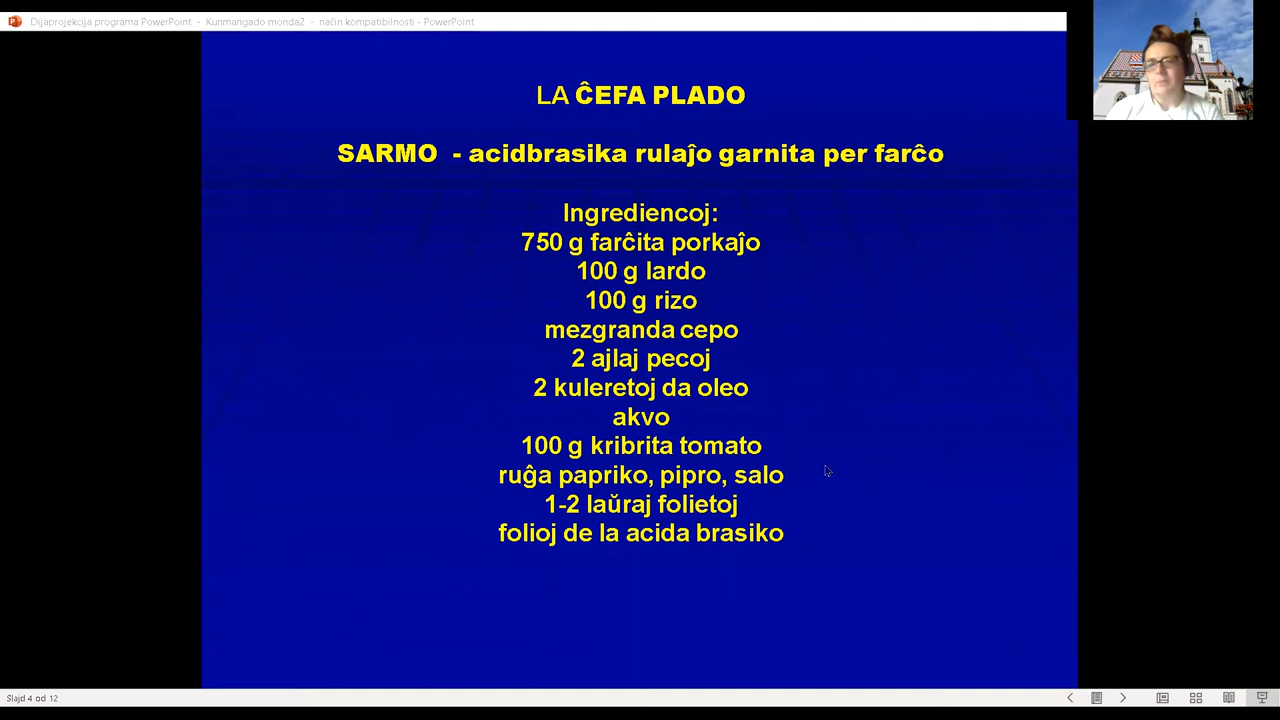 Dijaprojekcija programa PowerPoint - Kunmangado monda2 - način kompatibilnosti - PowerPoint
LA ĈEFA PLADO
SARMO - acidbrasika rulaĵo garnita per farĉo
Ingrediencoj:
750 g farĉita porkaĵo
100 g lardo
100 g rizo
mezgranda cepo
2 ajlaj pecoj
2 kuleretoj da oleo
akvo
100 g kribrita tomato
ruĝa papriko, pipro, salo
1-2 laŭraj folietoj
folioj de la acida brasiko
Slajd 4 od 12